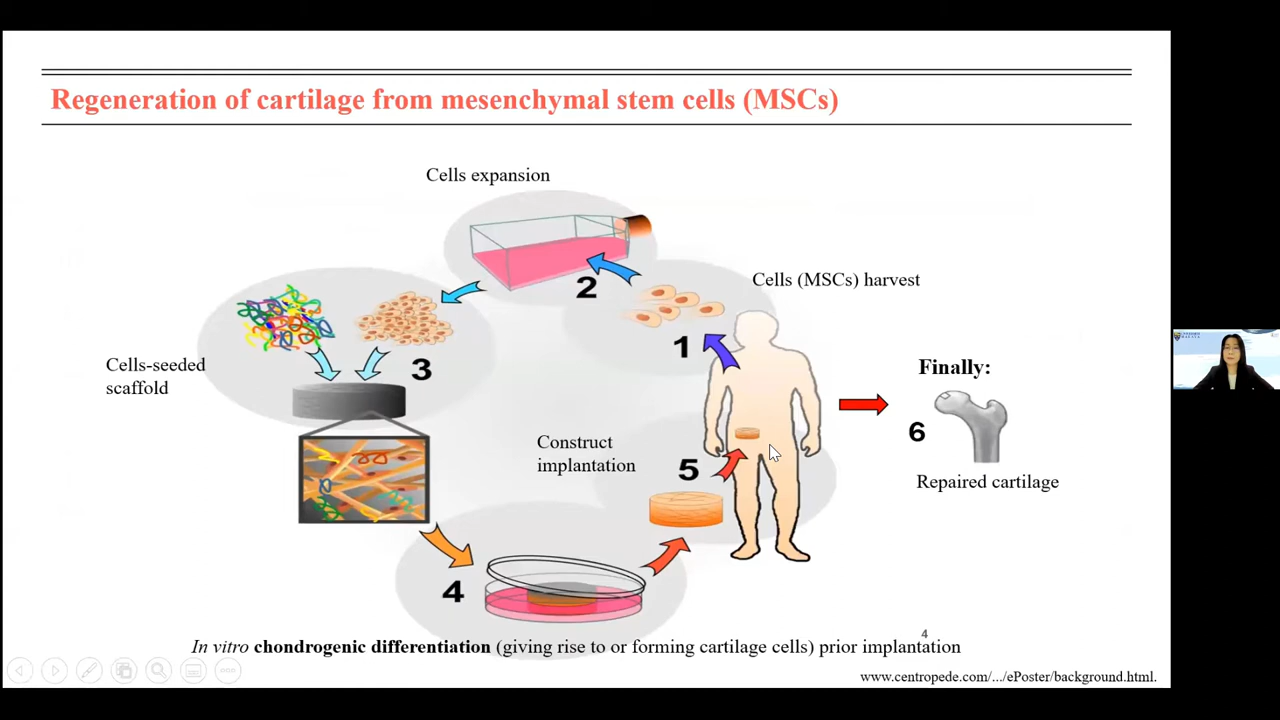 Regeneration of cartilage from mesenchymal stem cells (MSCs)
Cells expansion
2
Cells (MSCs) harvest
1
Cells-seeded
scaffold
3
Finally:
6
Repaired cartilage
Construct
implantation
5
4
4
In vitro chondrogenic differentiation (giving rise to or forming cartilage cells) prior implantation
www.centropede.com/.../ePoster/background.html.